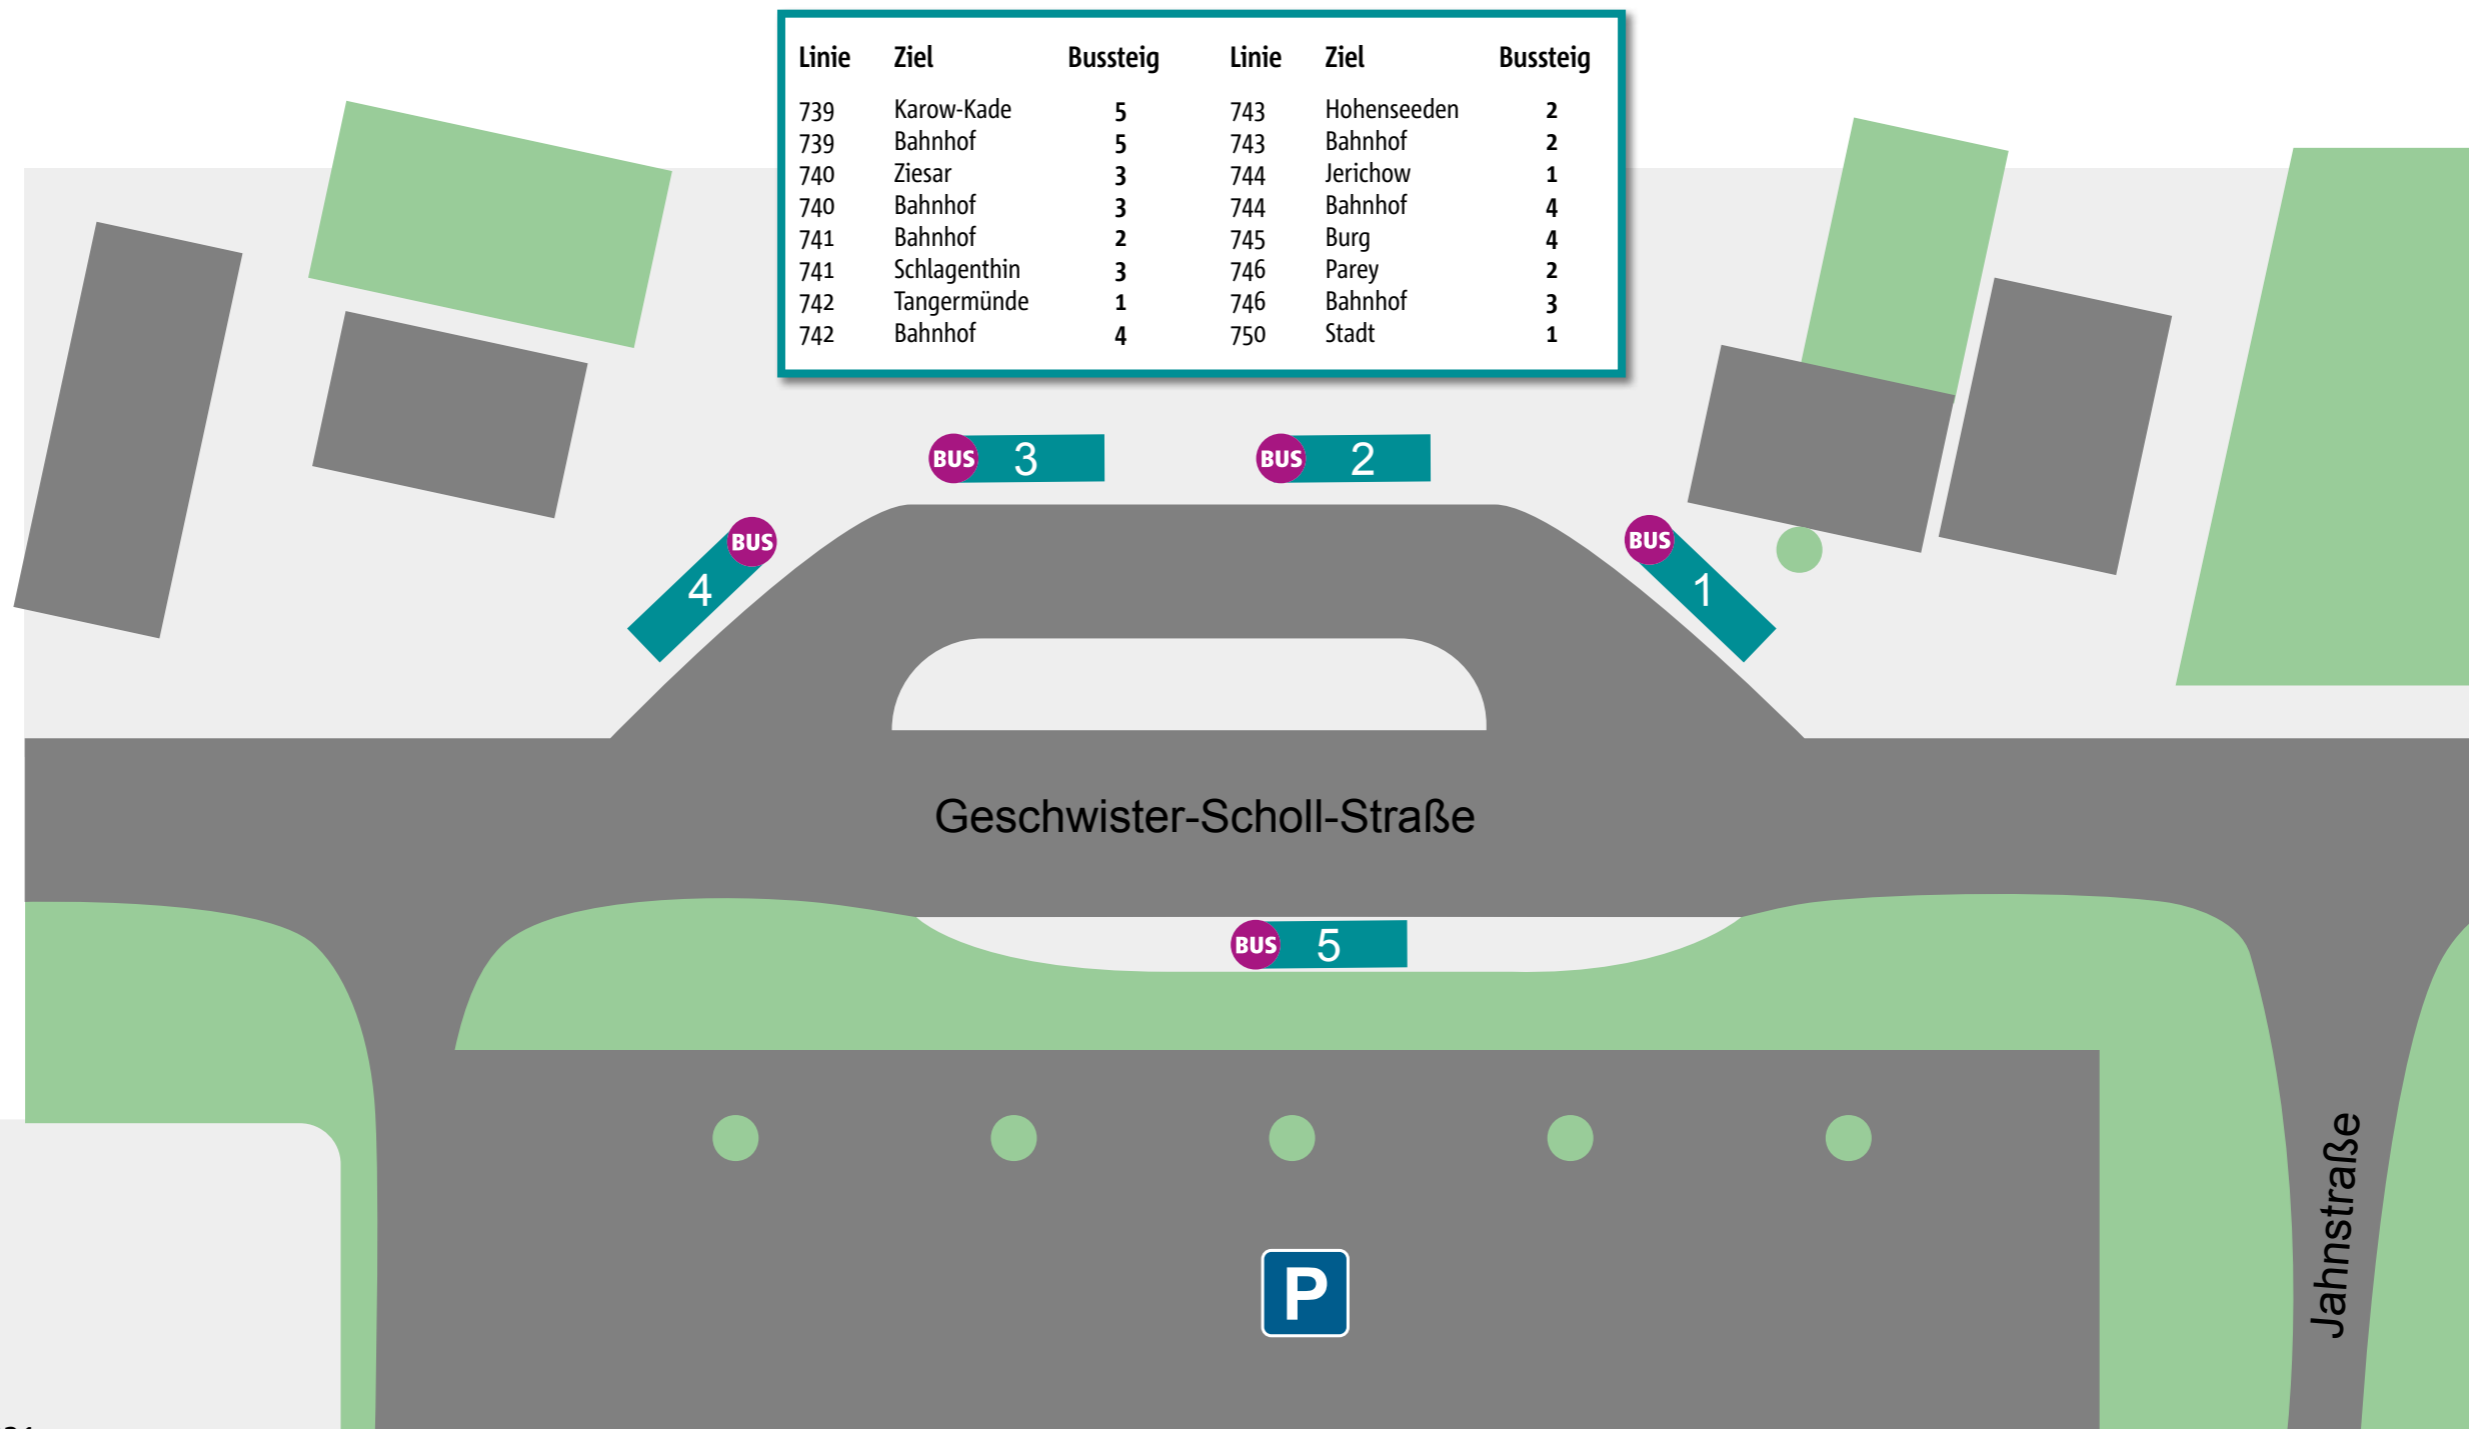 Linie Ziel Bussteig Linie Ziel Bussteig
739 Karow-Kade 5 743 Hohenseeden 2
739 Bahnhof 5 743 Bahnhof 2
740 Ziesar 3 744 Jerichow 1
740 Bahnhof 3 744 Bahnhof 4
741 Bahnhof 2 745 Burg 4
741 Schlagenthin 3 746 Parey 2
742 Tangermünde 1 746 Bahnhof 3
742 Bahnhof 4 750 Stadt 1
BUS 3
BUS 2
BUS 4
BUS 1
Geschwister-Scholl-Straße
BUS 5
Jahnstraße
P